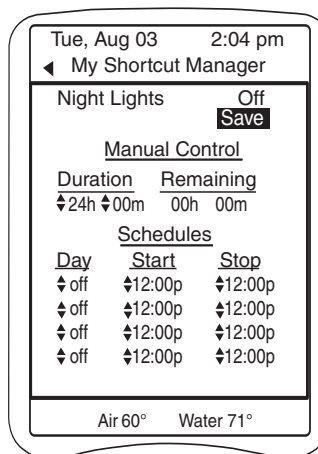 Tue, Aug 03 2:04 pm
My Shortcut Manager
Night Lights Off
Save
Manual Control
Duration Remaining
24h 00m 00h 00m
Schedules
Day Start Stop
off 12:00p 12:00p
off 12:00p 12:00p
off 12:00p 12:00p
off 12:00p 12:00p
Air 60° Water 71°